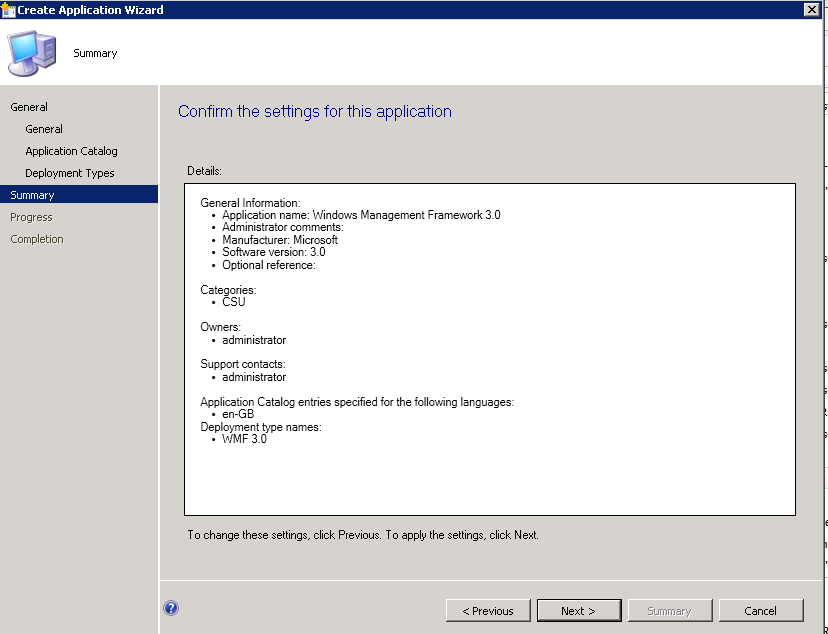 Create Application Wizard
Summary
General
General
Application Catalog
Deployment Types
Summary
Progress
Completion
Confirm the settings for this application
Details:
General Information:
• Application name: Windows Management Framework 3.0
• Administrator comments:
• Manufacturer: Microsoft
• Software version: 3.0
• Optional reference:
Categories:
• CSU
Owners:
• administrator
Support contacts:
• administrator
Application Catalog entries specified for the following languages:
• en-GB
Deployment type names:
• WMF 3.0
To change these settings, click Previous. To apply the settings, click Next.
< Previous
Next >
Summary
Cancel